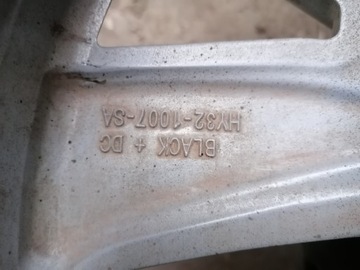 BLACK + DC
HY32-1007-SA